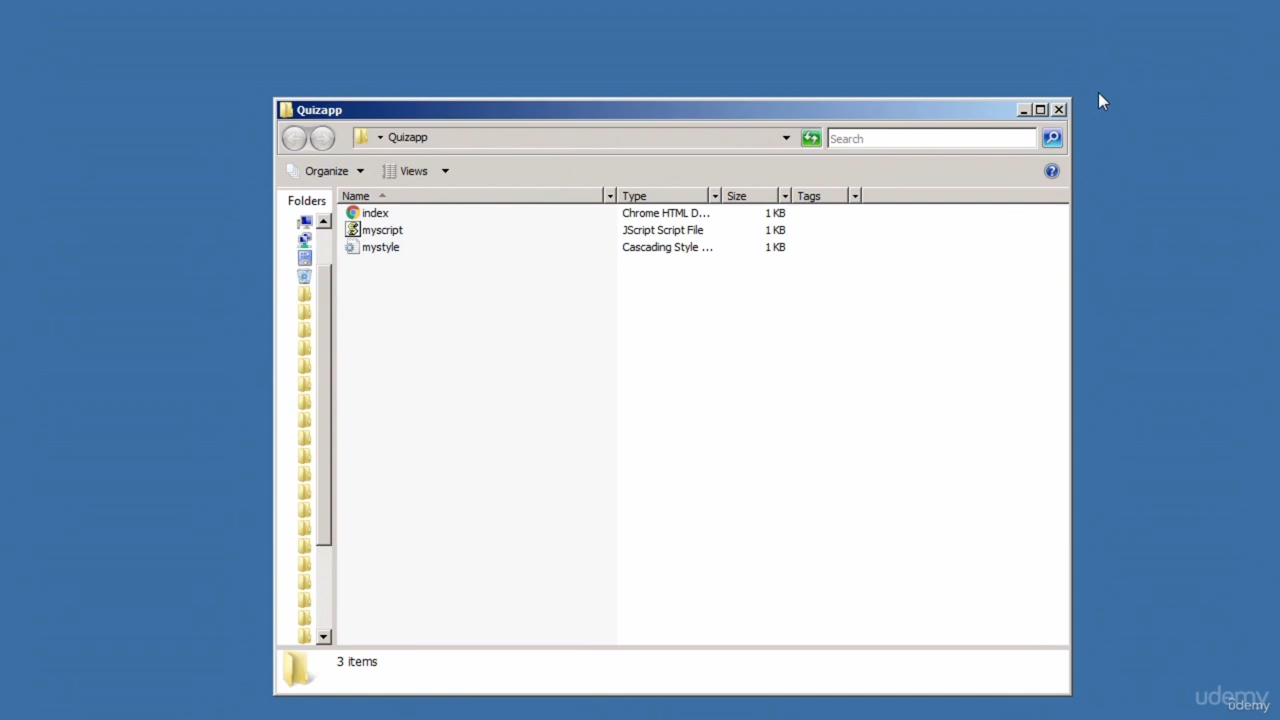 Quizapp
Quizapp
Search
Organize Views
Folders
Name Type Size Tags
index Chrome HTML D... 1 KB
myscript JScript Script File 1 KB
mystyle Cascading Style ... 1 KB
3 items
udemy
udemy